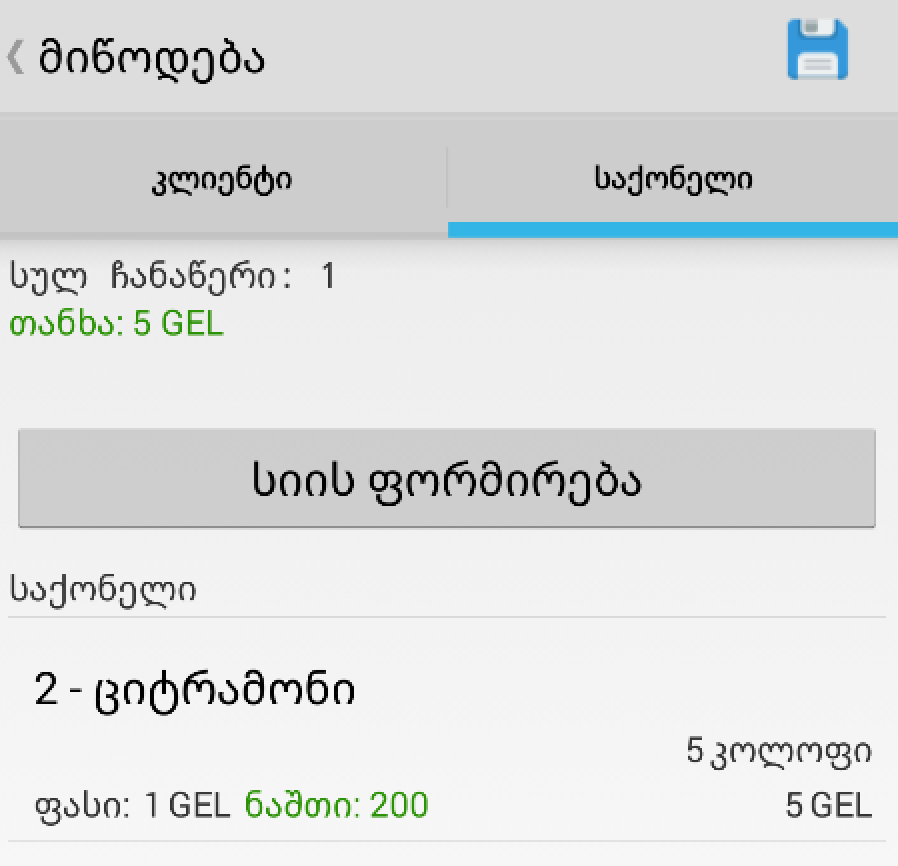 მიწოდება
კლიენტი
საქონელი
სულ ჩანაწერი: 1
თანხა: 5 GEL
სიის ფორმირება
საქონელი
2 - ციტრამონი
5 კოლოფი
ფასი: 1 GEL ნაშთი: 200
5 GEL